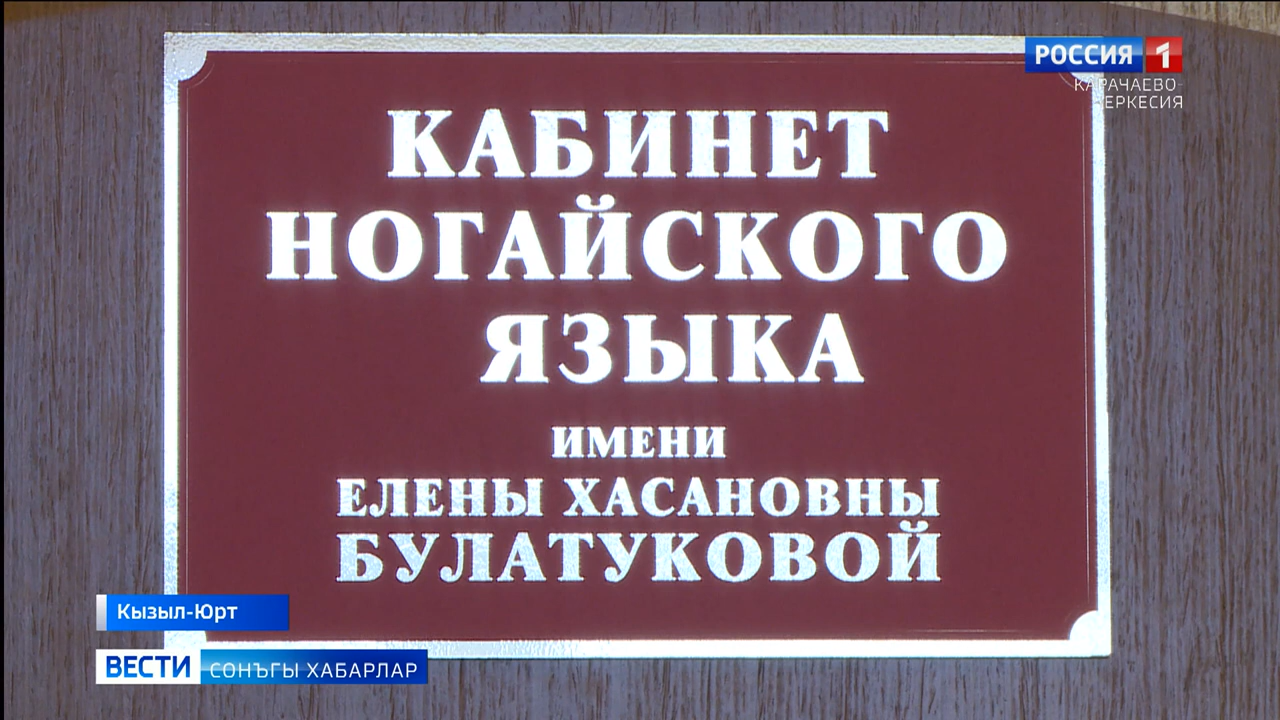 РОССИЯ 1
КАРАЧАЕВО-
ЧЕРКЕСИЯ
КАБИНЕТ
НОГАЙСКОГО
ЯЗЫКА
ИМЕНИ
ЕЛЕНЫ ХАСАНОВНЫ
БУЛАТУКОВОЙ
Кызыл-Юрт
ВЕСТИ СОНЪГЫ ХАБАРЛАР